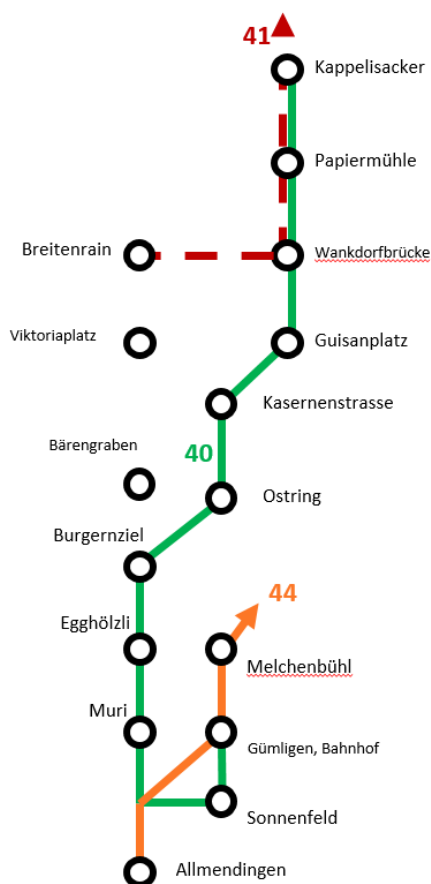 41
Kappelisacker
Papiermühle
Breitenrain
Wankdorfbrücke
Viktoriaplatz
Guisanplatz
Kasernenstrasse
Bärengraben
40
Ostring
Burgernziel
44
Egghölzli
Melchenbühl
Muri
Gümligen, Bahnhof
Sonnenfeld
Allmendingen